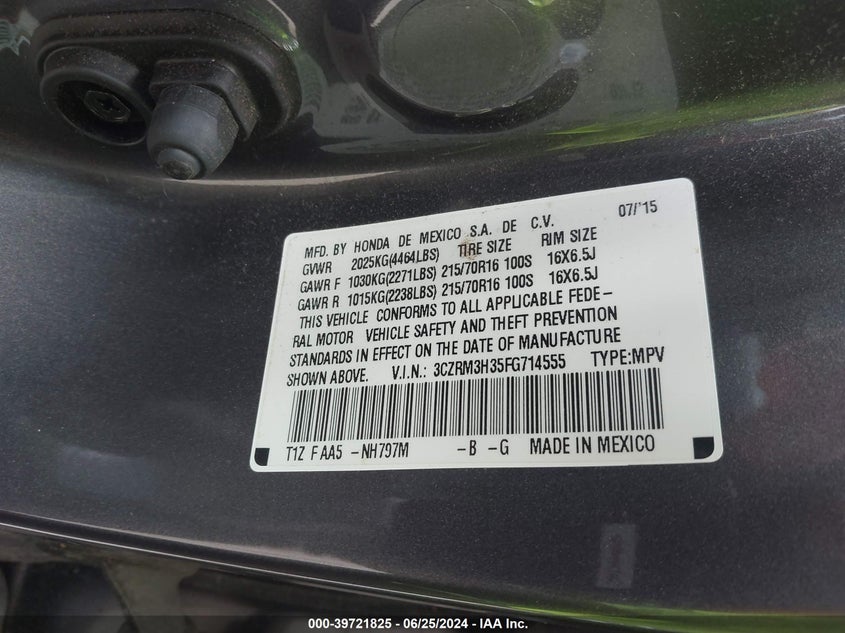 07/'15
MFD. BY HONDA DE MEXICO S.A. DE C.V.
GVWR 2025KG(4464LBS) TIRE SIZE RIM SIZE
GAWR F 1030KG(2271LBS) 215/70R16 100S 16X6.5J
GAWR R 1015KG(2238LBS) 215/70R16 100S 16X6.5J
THIS VEHICLE CONFORMS TO ALL APPLICABLE FEDE-
RAL MOTOR VEHICLE SAFETY AND THEFT PREVENTION
STANDARDS IN EFFECT ON THE DATE OF MANUFACTURE
SHOWN ABOVE. V.I.N.: 3CZRM3H35FG714555 TYPE:MPV
T1Z F AA5 -NH797M -B -G MADE IN MEXICO
000-39721825 - 06/25/2024 - IAA Inc.